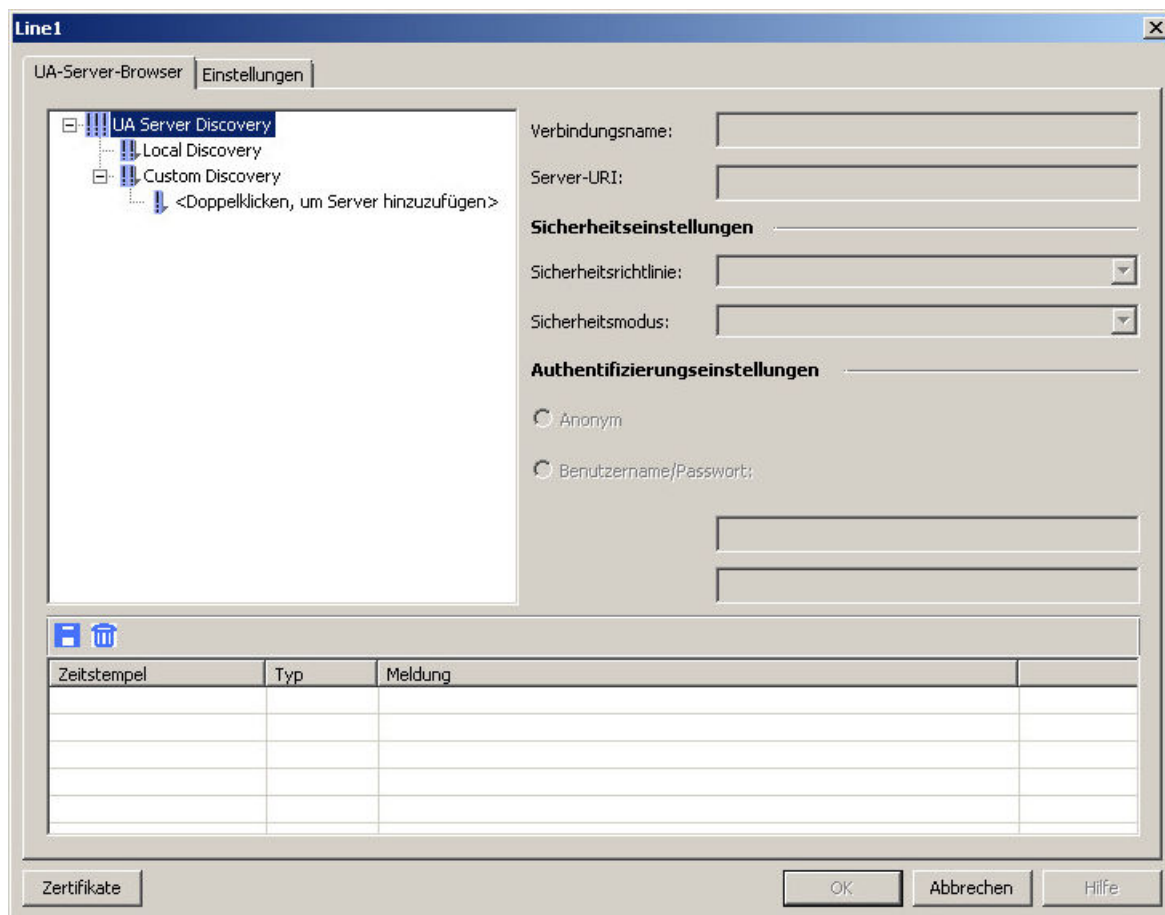 Line1
UA-Server-Browser
Einstellungen
UA Server Discovery
Local Discovery
Custom Discovery
<Doppelklicken, um Server hinzuzufügen>
Verbindungsname:
Server-URI:
Sicherheitseinstellungen
Sicherheitsrichtlinie:
Sicherheitsmodus:
Authentifizierungseinstellungen
Anonym
Benutzername/Passwort:
Zeitstempel Typ Meldung
Zertifikate OK Abbrechen Hilfe